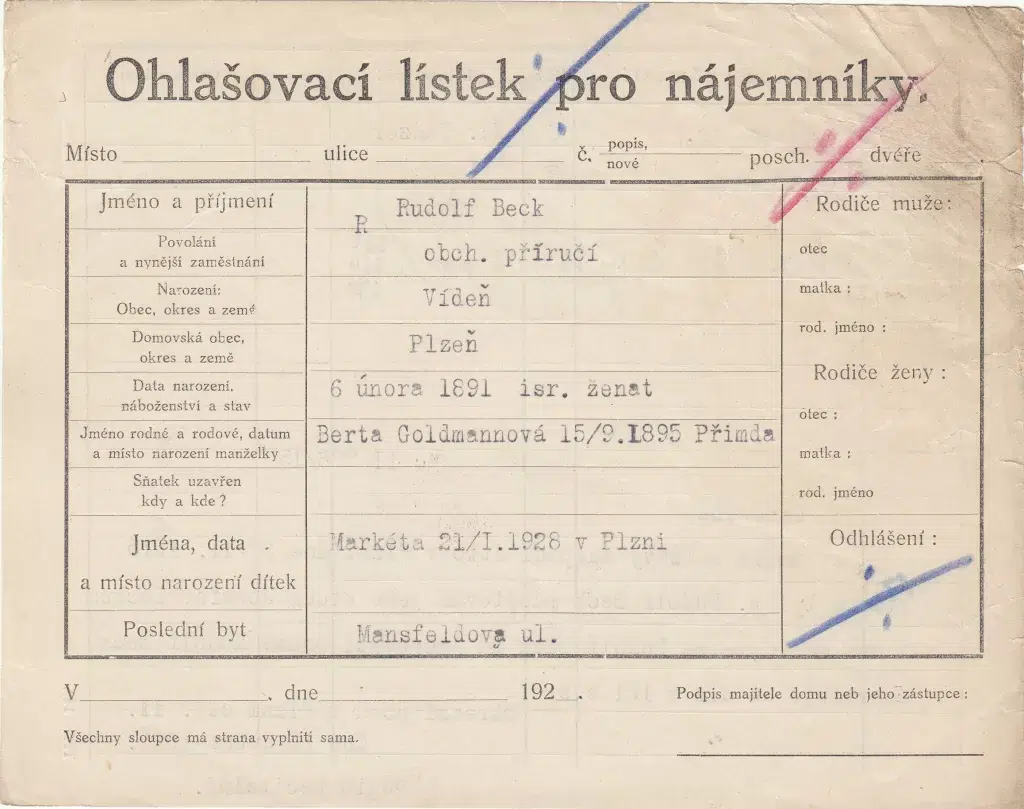 Ohlašovací lístek pro nájemníky.
Místo ulice č. popis, nové posch. dvéře .
Jméno a příjmení
R Rudolf Beck
Rodiče muže:
Povolání
a nynější zaměstnání
obch. příručí
otec
Narození:
Obec, okres a země
Vídeň
matka :
Domovská obec,
okres a země
Plzeň
rod. jméno :
Rodiče ženy :
Data narození,
náboženství a stav
6 února 1891 isr. ženat
otec :
Jméno rodné a rodové, datum
a místo narození manželky
Berta Goldmannová 15/9.1895 Přimda
matka :
Sňatek uzavřen
kdy a kde ?
rod. jméno
Jména, data
a místo narození dítek
Markéta 21/I.1928 v Plzni
Odhlášení :
Poslední byt
Mansfeldova ul.
V , dne 192 .
Podpis majitele domu neb jeho zástupce :
Všechny sloupce má strana vyplniti sama.